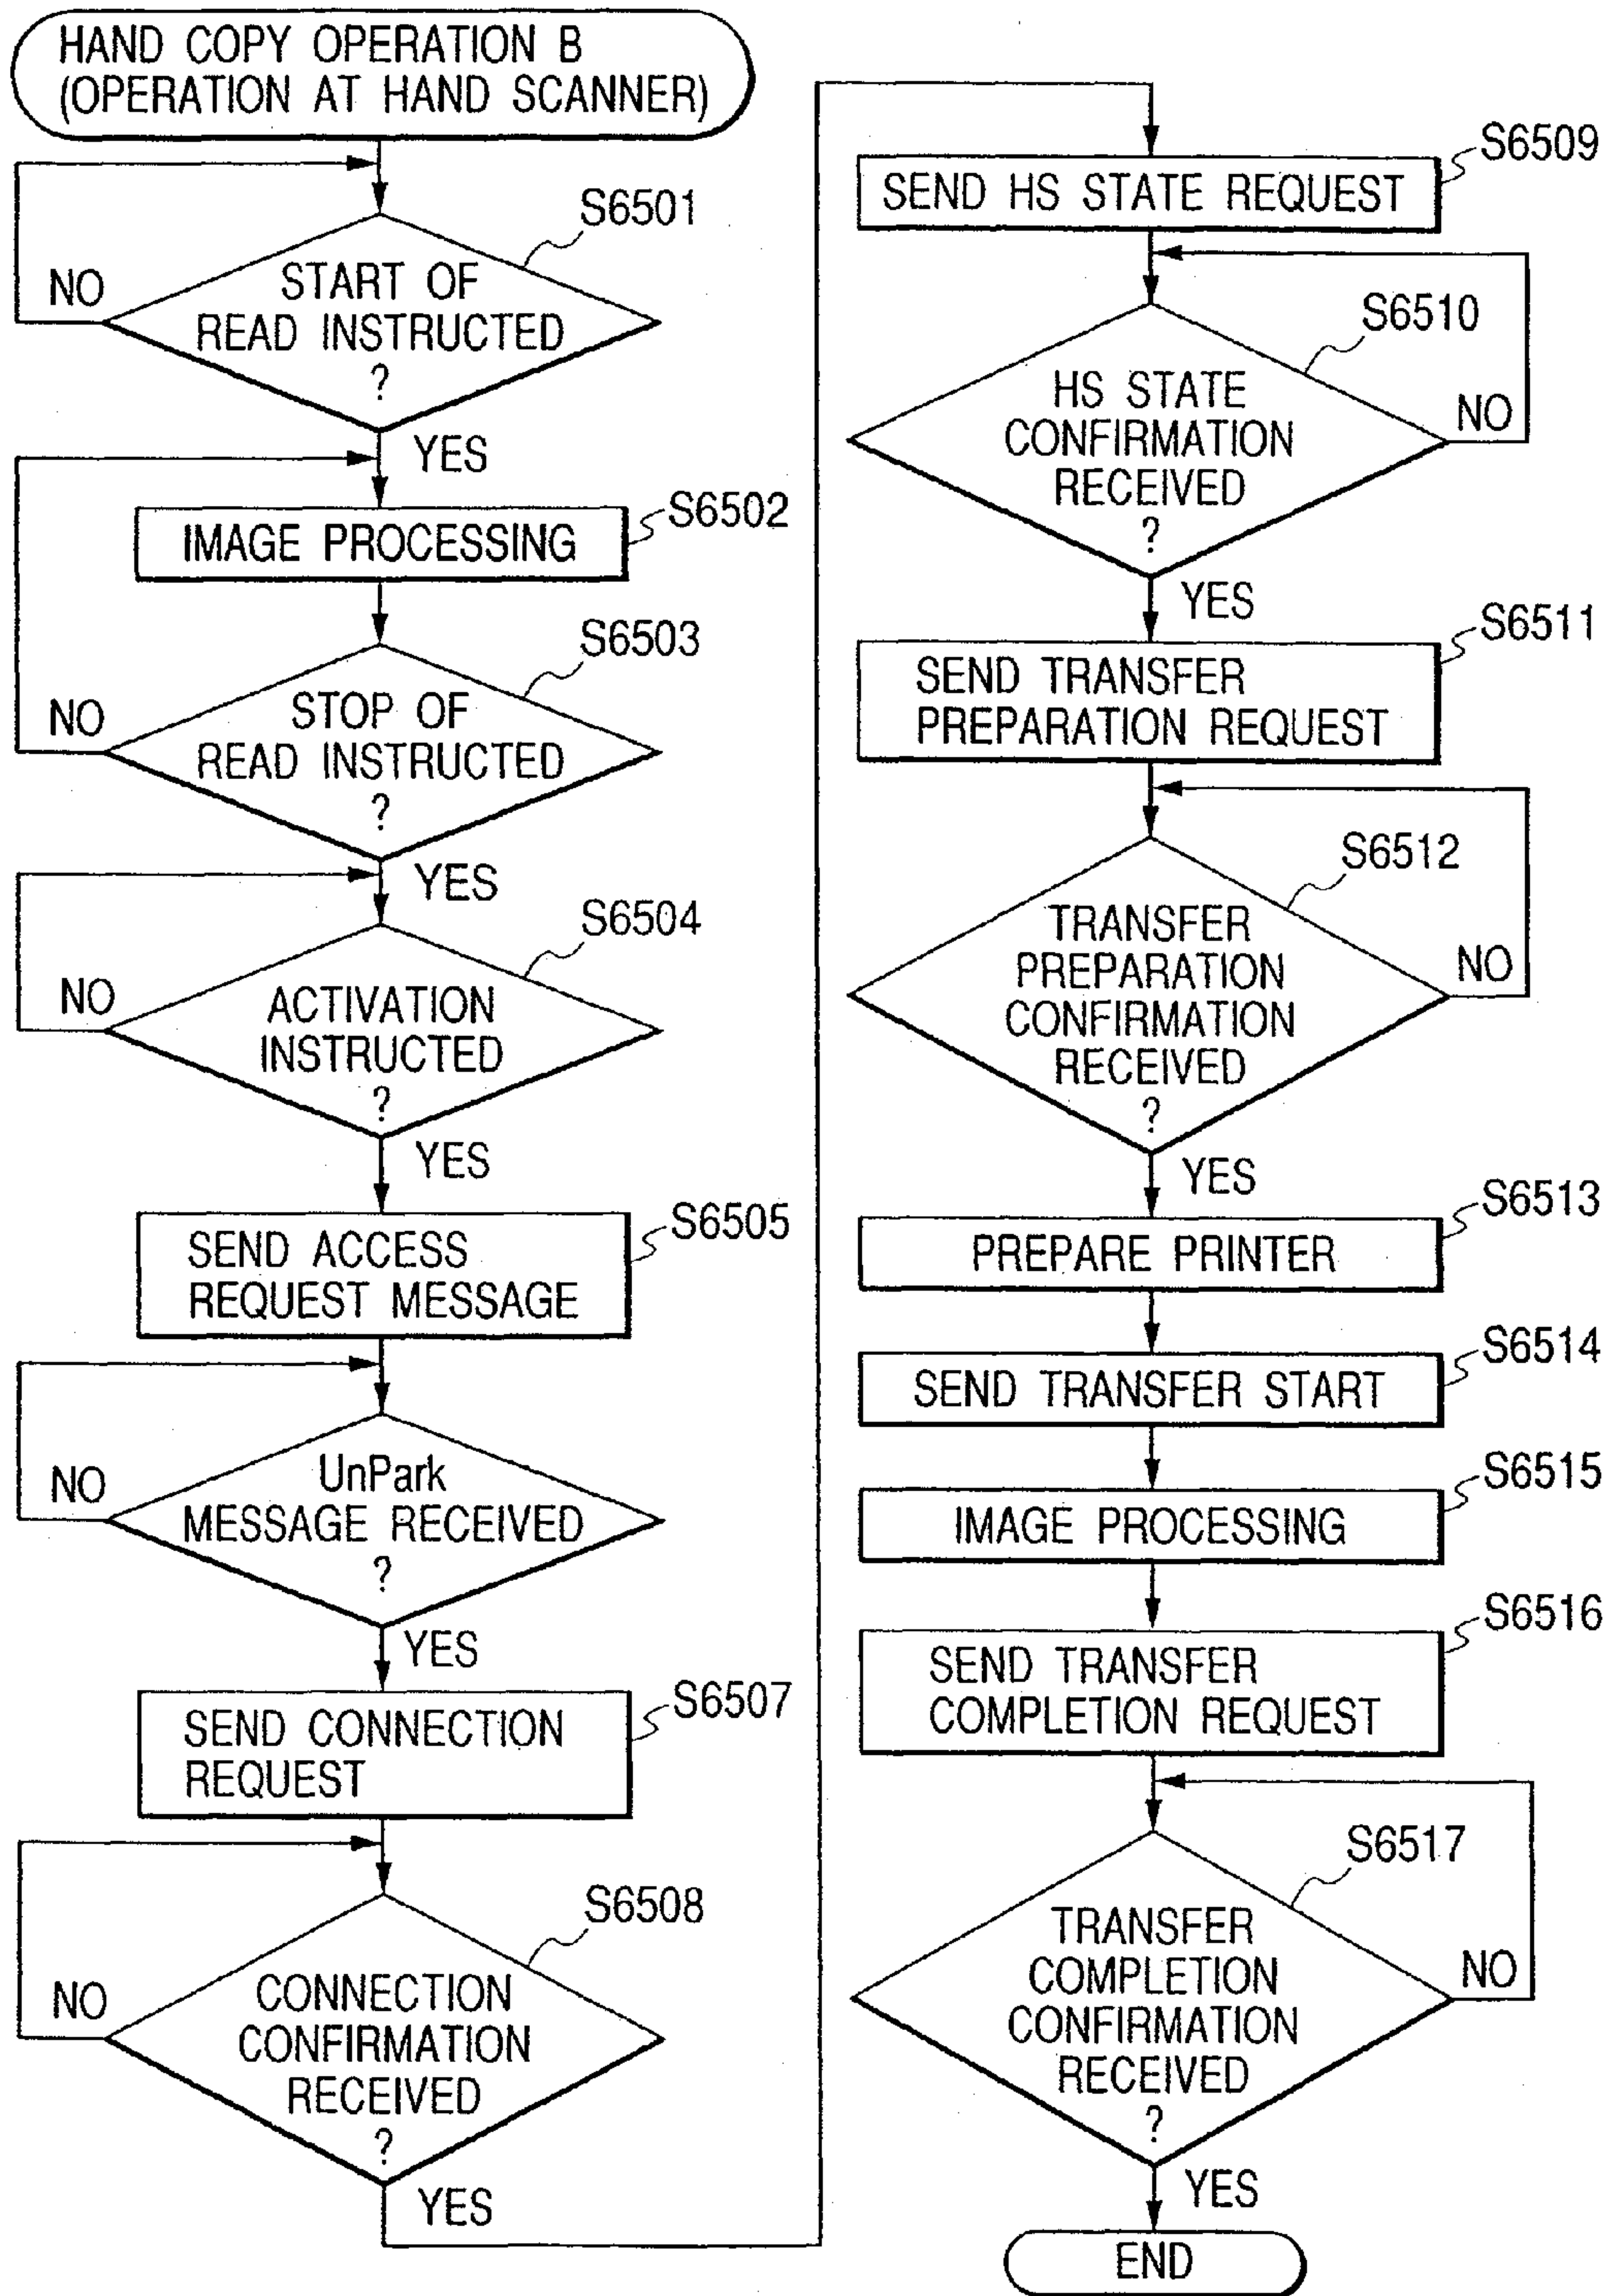 HAND COPY OPERATION B
(OPERATION AT HAND SCANNER)
S6501
NO
START OF
READ INSTRUCTED
?
YES
IMAGE PROCESSING
S6502
S6503
NO
STOP OF
READ INSTRUCTED
?
YES
S6504
NO
ACTIVATION
INSTRUCTED
?
YES
SEND ACCESS
REQUEST MESSAGE
S6505
NO
UnPark
MESSAGE RECEIVED
?
YES
SEND CONNECTION
REQUEST
S6507
S6508
NO
CONNECTION
CONFIRMATION
RECEIVED
?
YES
S6509
SEND HS STATE REQUEST
S6510
HS STATE
CONFIRMATION
RECEIVED
?
NO
YES
S6511
SEND TRANSFER
PREPARATION REQUEST
S6512
TRANSFER
PREPARATION
CONFIRMATION
RECEIVED
?
NO
YES
S6513
PREPARE PRINTER
S6514
SEND TRANSFER START
S6515
IMAGE PROCESSING
S6516
SEND TRANSFER
COMPLETION REQUEST
S6517
TRANSFER
COMPLETION
CONFIRMATION
RECEIVED
?
NO
YES
END